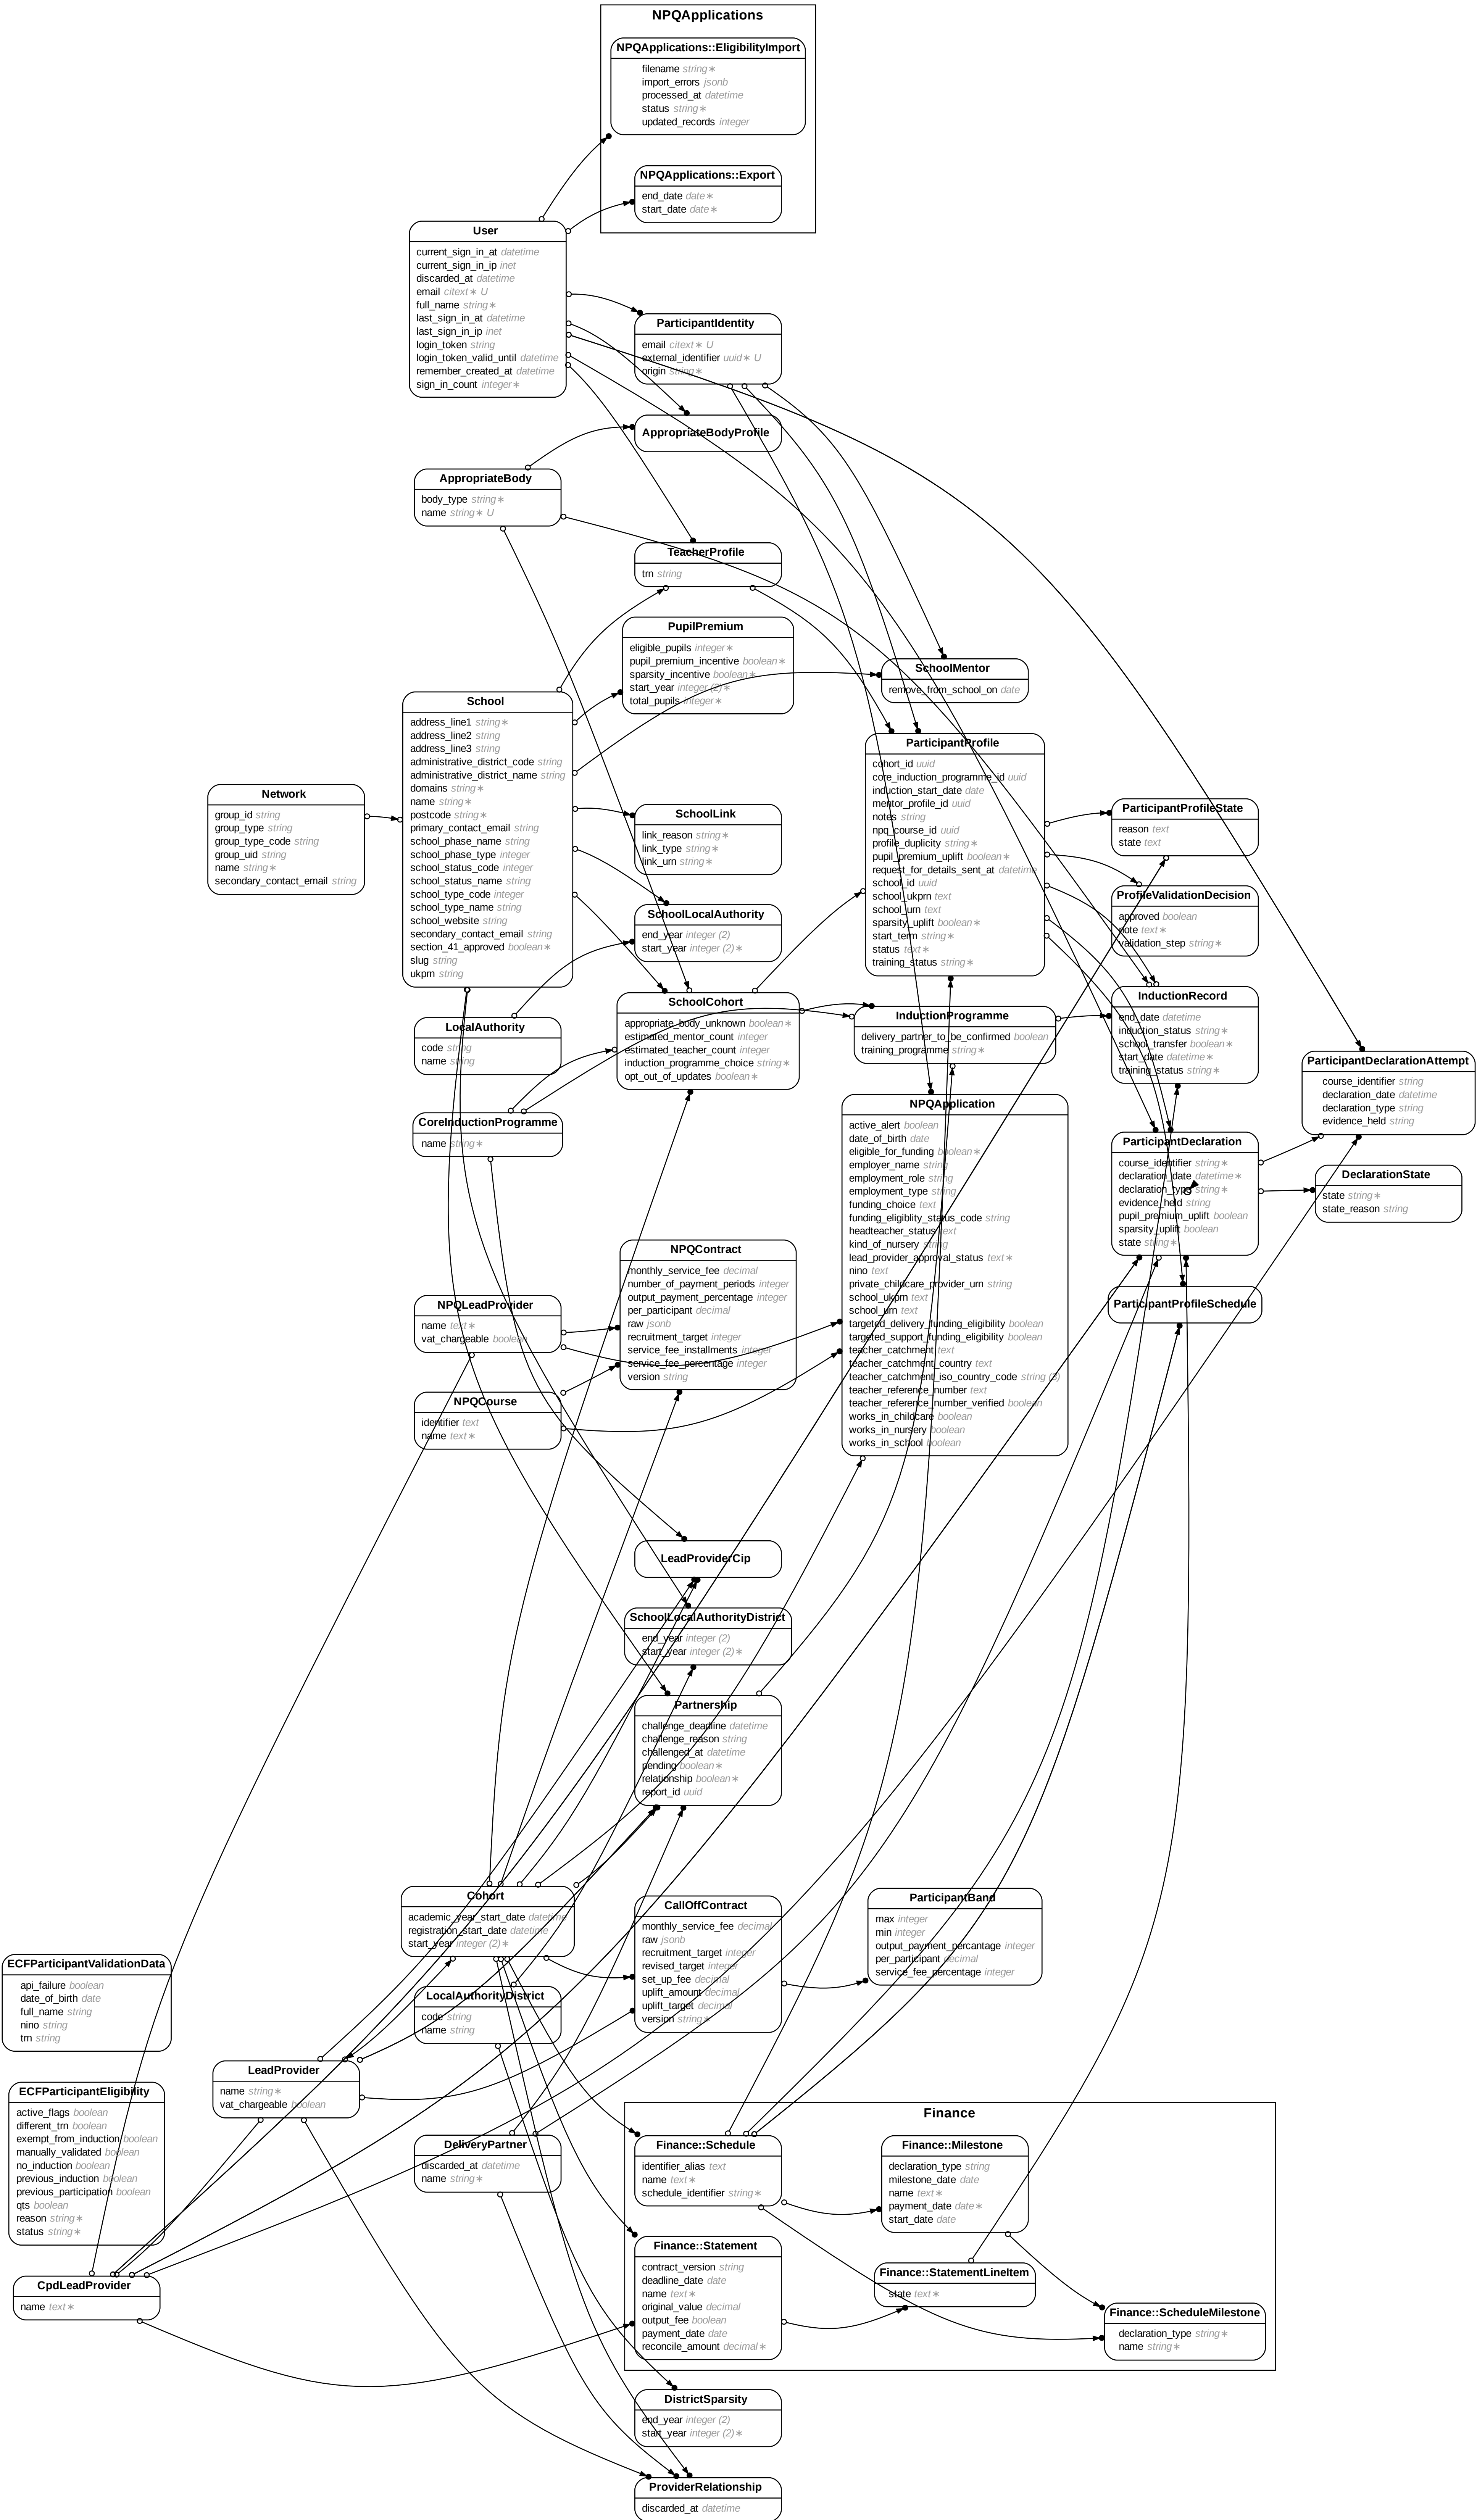 NPQApplications
NPQApplications::EligibilityImport
filename string ∗
import_errors jsonb
processed_at datetime
status string ∗
updated_records integer
NPQApplications::Export
end_date date ∗
start_date date ∗
User
current_sign_in_at datetime
current_sign_in_ip inet
discarded_at datetime
email citext ∗ U
full_name string ∗
last_sign_in_at datetime
last_sign_in_ip inet
login_token string
login_token_valid_until datetime
remember_created_at datetime
sign_in_count integer ∗
ParticipantIdentity
email citext ∗ U
external_identifier uuid ∗ U
origin string ∗
AppropriateBodyProfile
AppropriateBody
body_type string ∗
name string ∗ U
TeacherProfile
trn string
PupilPremium
eligible_pupils integer ∗
pupil_premium_incentive boolean ∗
sparsity_incentive boolean ∗
start_year integer (2) ∗
total_pupils integer ∗
SchoolMentor
remove_from_school_on date
School
address_line1 string ∗
address_line2 string
address_line3 string
administrative_district_code string
administrative_district_name string
domains string ∗
name string ∗
postcode string ∗
primary_contact_email string
school_phase_name string
school_phase_type integer
school_status_code integer
school_status_name string
school_type_code integer
school_type_name string
school_website string
secondary_contact_email string
section_41_approved boolean ∗
slug string
ukprn string
Network
group_id string
group_type string
group_type_code string
group_uid string
name string ∗
secondary_contact_email string
SchoolLink
link_reason string ∗
link_type string ∗
link_urn string ∗
SchoolLocalAuthority
end_year integer (2)
start_year integer (2) ∗
ParticipantProfile
cohort_id uuid
core_induction_programme_id uuid
induction_start_date date
mentor_profile_id uuid
notes string
npq_course_id uuid
profile_duplicity string ∗
pupil_premium_uplift boolean ∗
request_for_details_sent_at datetime
school_id uuid
school_ukprn text
school_urn text
sparsity_uplift boolean ∗
start_term string ∗
status text ∗
training_status string ∗
ParticipantProfileState
reason text
state text
ProfileValidationDecision
approved boolean
note text ∗
validation_step string ∗
InductionRecord
end_date datetime
induction_status string ∗
school_transfer boolean ∗
start_date datetime ∗
training_status string ∗
SchoolCohort
appropriate_body_unknown boolean ∗
estimated_mentor_count integer
estimated_teacher_count integer
induction_programme_choice string ∗
opt_out_of_updates boolean ∗
InductionProgramme
delivery_partner_to_be_confirmed boolean
training_programme string ∗
LocalAuthority
code string
name string
CoreInductionProgramme
name string ∗
ParticipantDeclarationAttempt
course_identifier string
declaration_date datetime
declaration_type string
evidence_held string
NPQApplication
active_alert boolean
date_of_birth date
eligible_for_funding boolean ∗
employer_name string
employment_role string
employment_type string
funding_choice text
funding_eligiblity_status_code string
headteacher_status text
kind_of_nursery string
lead_provider_approval_status text ∗
nino text
private_childcare_provider_urn string
school_ukprn text
school_urn text
targeted_delivery_funding_eligibility boolean
targeted_support_funding_eligibility boolean
teacher_catchment text
teacher_catchment_country text
teacher_catchment_iso_country_code string (3)
teacher_reference_number text
teacher_reference_number_verified boolean
works_in_childcare boolean
works_in_nursery boolean
works_in_school boolean
ParticipantDeclaration
course_identifier string ∗
declaration_date datetime ∗
declaration_type string ∗
evidence_held string
pupil_premium_uplift boolean
sparsity_uplift boolean
state string ∗
DeclarationState
state string ∗
state_reason string
ParticipantProfileSchedule
NPQContract
monthly_service_fee decimal
number_of_payment_periods integer
output_payment_percentage integer
per_participant decimal
raw jsonb
recruitment_target integer
service_fee_installments integer
service_fee_percentage integer
version string
NPQLeadProvider
name text ∗
vat_chargeable boolean
NPQCourse
identifier text
name text ∗
LeadProviderCip
SchoolLocalAuthorityDistrict
end_year integer (2)
start_year integer (2) ∗
Partnership
challenge_deadline datetime
challenge_reason string
challenged_at datetime
pending boolean ∗
relationship boolean ∗
report_id uuid
Cohort
academic_year_start_date datetime
registration_start_date datetime
start_year integer (2) ∗
CallOffContract
monthly_service_fee decimal
raw jsonb
recruitment_target integer
revised_target integer
set_up_fee decimal
uplift_amount decimal
uplift_target decimal
version string ∗
ParticipantBand
max integer
min integer
output_payment_percantage integer
per_participant decimal
service_fee_percentage integer
ECFParticipantValidationData
api_failure boolean
date_of_birth date
full_name string
nino string
trn string
LocalAuthorityDistrict
code string
name string
LeadProvider
name string ∗
vat_chargeable boolean
ECFParticipantEligibility
active_flags boolean
different_trn boolean
exempt_from_induction boolean
manually_validated boolean
no_induction boolean
previous_induction boolean
previous_participation boolean
qts boolean
reason string ∗
status string ∗
DeliveryPartner
discarded_at datetime
name string ∗
CpdLeadProvider
name text ∗
Finance
Finance::Schedule
identifier_alias text
name text ∗
schedule_identifier string ∗
Finance::Milestone
declaration_type string
milestone_date date
name text ∗
payment_date date ∗
start_date date
Finance::Statement
contract_version string
deadline_date date
name text ∗
original_value decimal
output_fee boolean
payment_date date
reconcile_amount decimal ∗
Finance::StatementLineItem
state text ∗
Finance::ScheduleMilestone
declaration_type string ∗
name string ∗
DistrictSparsity
end_year integer (2)
start_year integer (2) ∗
ProviderRelationship
discarded_at datetime